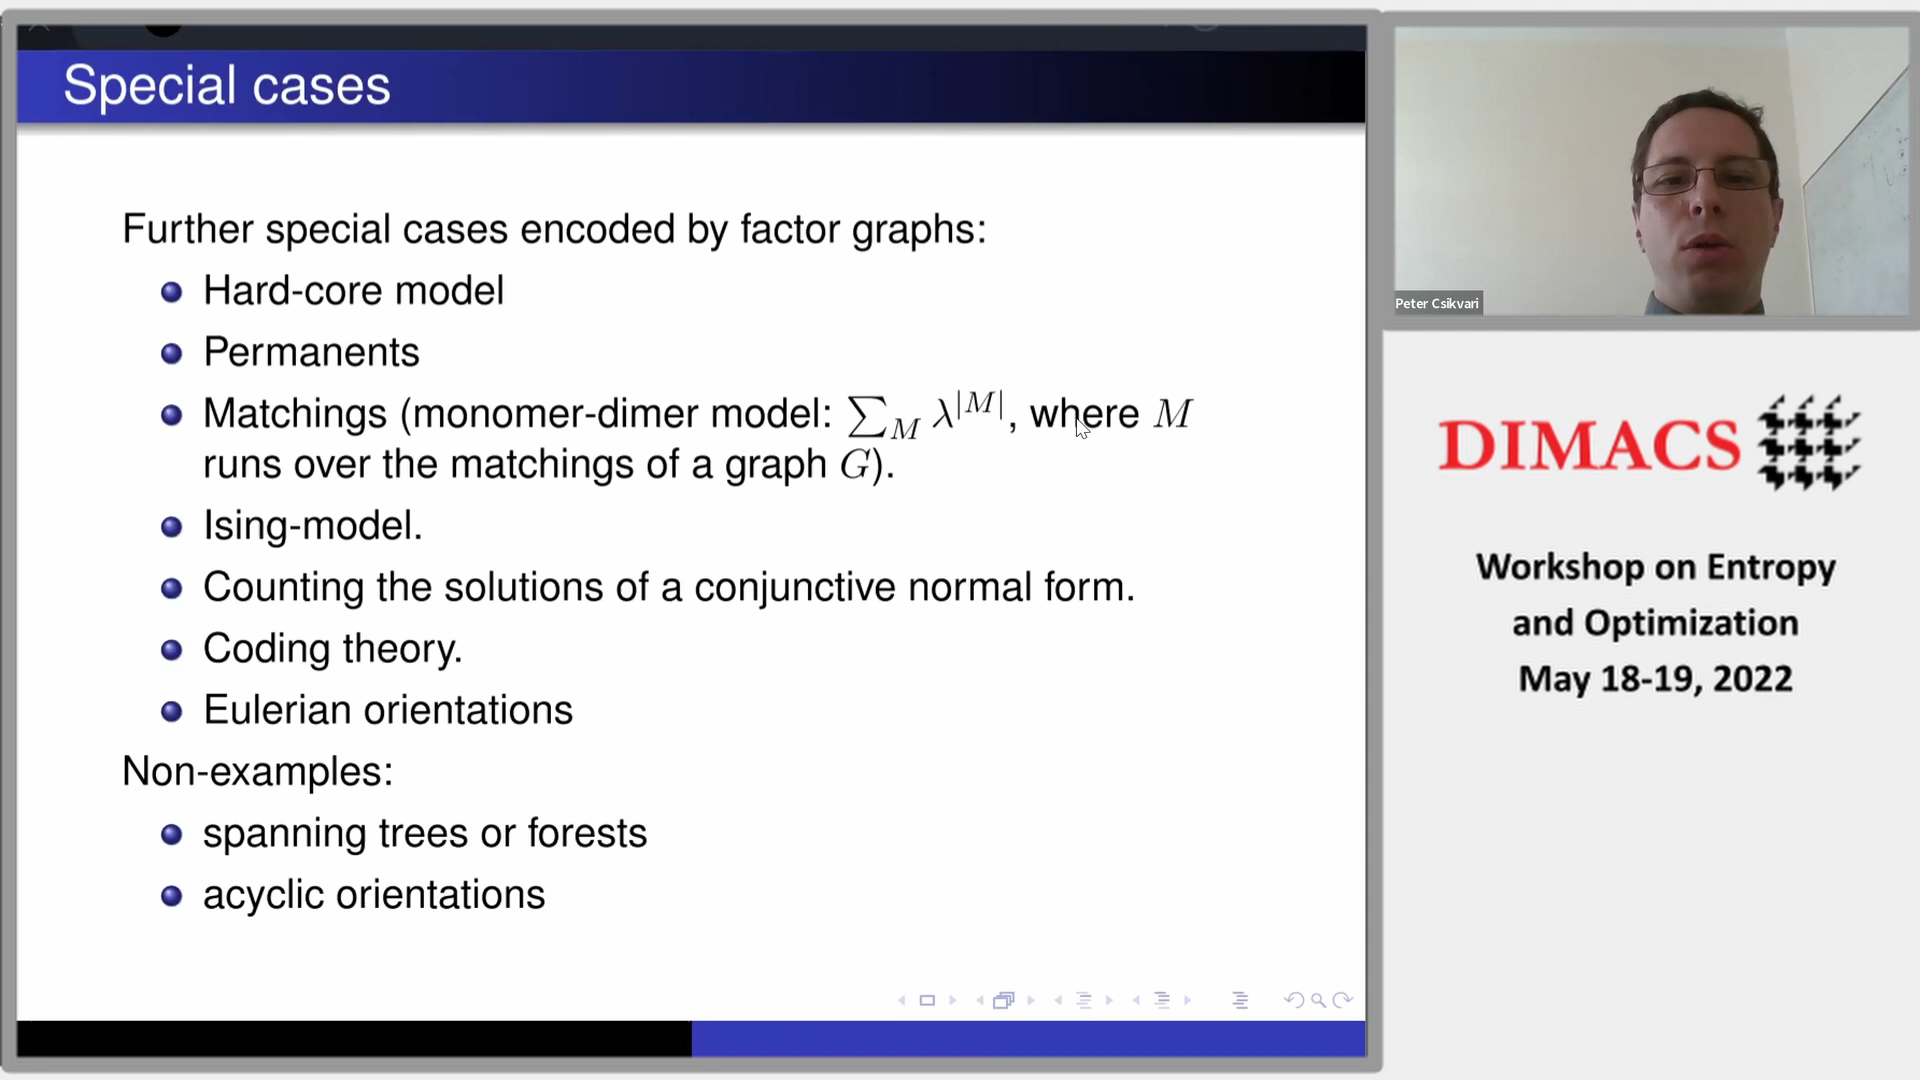 Special cases
Further special cases encoded by factor graphs:
Hard-core model
Permanents
Matchings (monomer-dimer model: ∑_M λ^{|M|}, where M
runs over the matchings of a graph G).
Ising-model.
Counting the solutions of a conjunctive normal form.
Coding theory.
Eulerian orientations
Non-examples:
spanning trees or forests
acyclic orientations
Peter Csikvari
DIMACS
Workshop on Entropy
and Optimization
May 18-19, 2022